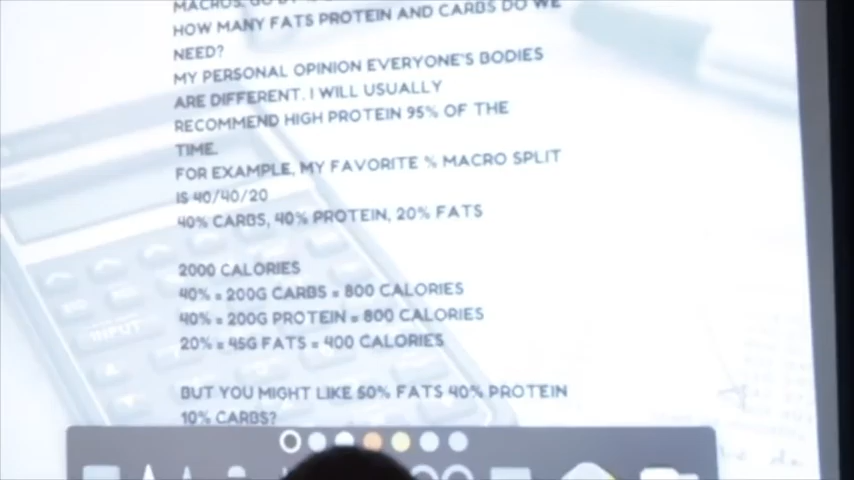 MACROS.
HOW MANY FATS PROTEIN AND CARBS DO WE
NEED?
MY PERSONAL OPINION EVERYONE'S BODIES
ARE DIFFERENT. I WILL USUALLY
RECOMMEND HIGH PROTEIN 95% OF THE
TIME.
FOR EXAMPLE, MY FAVORITE % MACRO SPLIT
IS 40/40/20
40% CARBS, 40% PROTEIN, 20% FATS
2000 CALORIES
40% = 200G CARBS = 800 CALORIES
40% = 200G PROTEIN = 800 CALORIES
20% = 45G FATS = 400 CALORIES
BUT YOU MIGHT LIKE 50% FATS 40% PROTEIN
10% CARBS?
INPUT